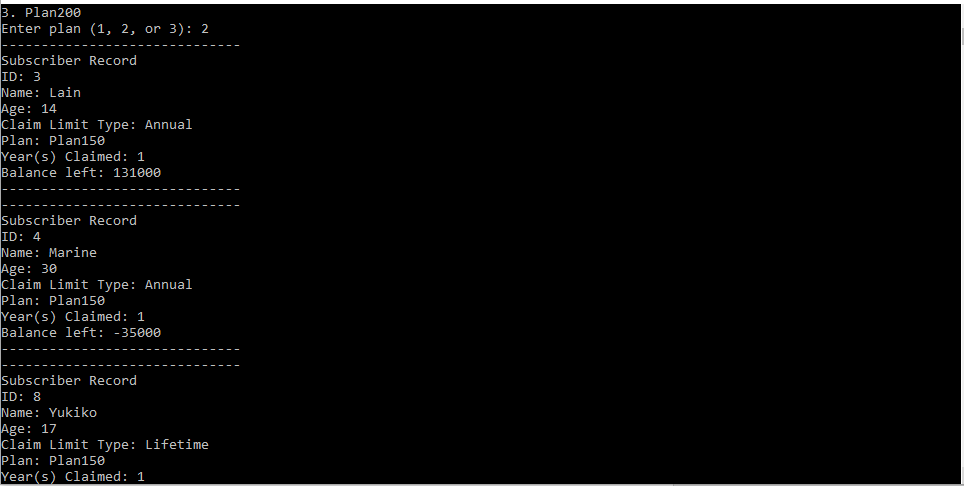 3. Plan200
Enter plan (1, 2, or 3): 2
------------------------------
Subscriber Record
ID: 3
Name: Lain
Age: 14
Claim Limit Type: Annual
Plan: Plan150
Year(s) Claimed: 1
Balance left: 131000
------------------------------
------------------------------
Subscriber Record
ID: 4
Name: Marine
Age: 30
Claim Limit Type: Annual
Plan: Plan150
Year(s) Claimed: 1
Balance left: -35000
------------------------------
------------------------------
Subscriber Record
ID: 8
Name: Yukiko
Age: 17
Claim Limit Type: Lifetime
Plan: Plan150
Year(s) Claimed: 1